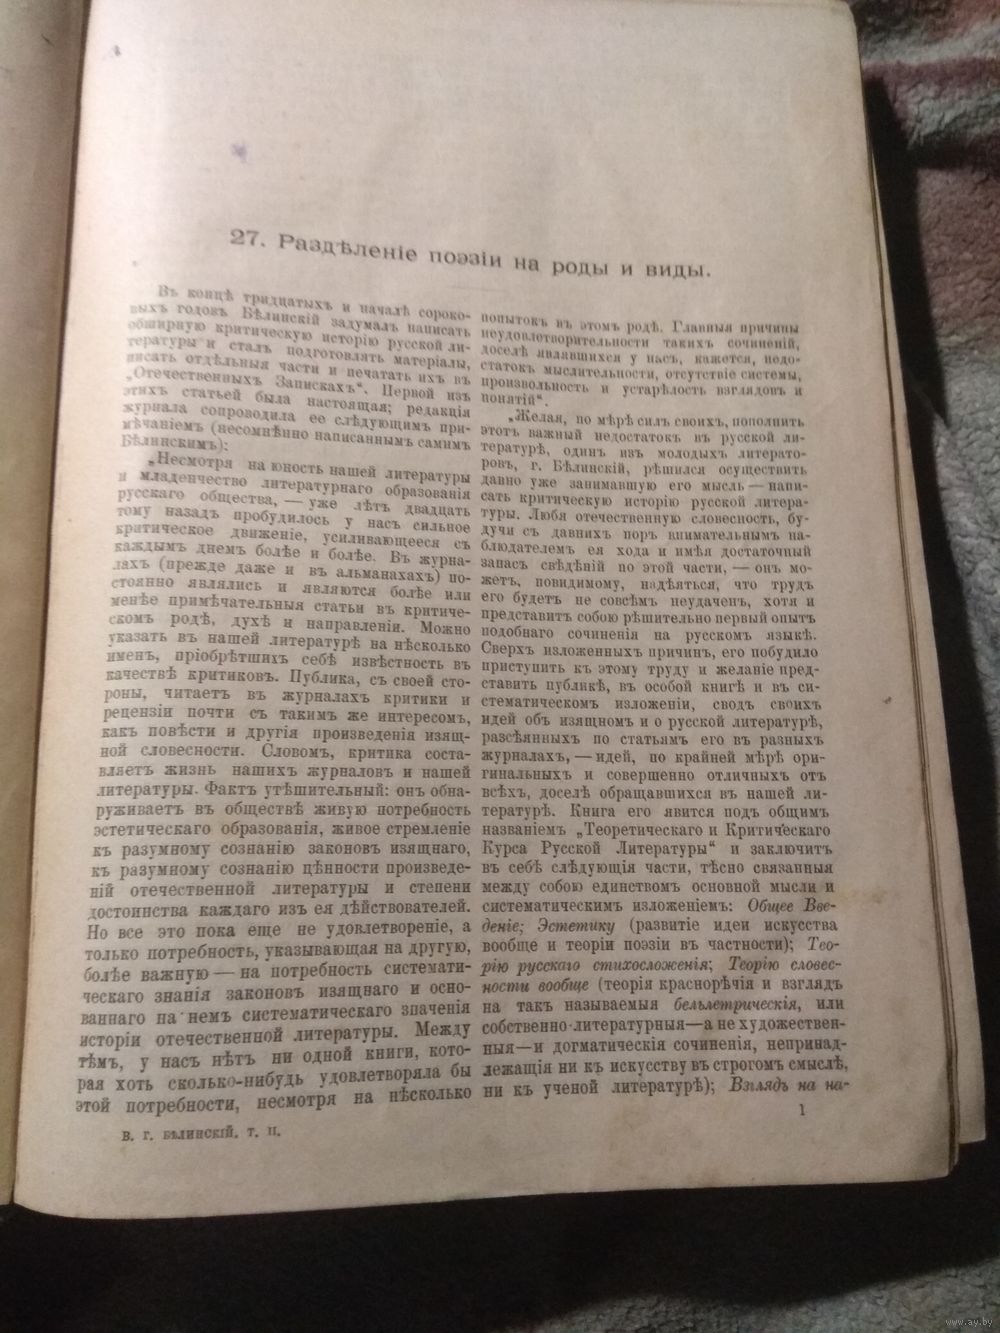 27. Раздѣленіе поэзіи на роды и виды.
Въ концѣ тридцатыхъ и началѣ сороко-
выхъ годовъ Бѣлинскій задумалъ написать
обширную критическую исторію русской ли-
тературы и сталъ подготовлять матеріалы,
писать отдѣльныя части и печатать ихъ въ
„Отечественныхъ Запискахъ“. Первой изъ
этихъ статьей была настоящая; редакція
журнала сопроводила ее слѣдующимъ при-
мѣчаніемъ (несомнѣнно написаннымъ самимъ
Бѣлинскимъ):
„Несмотря на юность нашей литературы
и младенчество литературнаго образованія
русскаго общества, — уже лѣтъ двадцать
тому назадъ пробудилось у насъ сильное
критическое движеніе, усиливающееся съ
каждымъ днемъ болѣе и болѣе. Въ журна-
лахъ (прежде даже и въ альманахахъ) по-
стоянно являлись и являются болѣе или
менѣе примѣчательныя статьи въ критиче-
скомъ родѣ, духѣ и направленіи. Можно
указать въ нашей литературѣ на нѣсколько
именъ, пріобрѣтшихъ себѣ извѣстность въ
качествѣ критиковъ. Публика, съ своей сто-
роны, читаетъ въ журналахъ критики и
рецензіи почти съ такимъ же интересомъ,
какъ повѣсти и другія произведенія изящ-
ной словесности. Словомъ, критика соста-
вляетъ жизнь нашихъ журналовъ и нашей
литературы. Фактъ утѣшительный: онъ обна-
руживаетъ въ обществѣ живую потребность
эстетическаго образованія, живое стремленіе
къ разумному сознанію законовъ изящнаго,
къ разумному сознанію цѣнности произведе-
ній отечественной литературы и степени
достоинства каждаго изъ ея дѣйствователей.
Но все это пока еще не удовлетвореніе, а
только потребность, указывающая на другую,
болѣе важную — на потребность системати-
ческаго знанія законовъ изящнаго и осно-
ваннаго на немъ систематическаго значенія
исторіи отечественной литературы. Между
тѣмъ, у насъ нѣтъ ни одной книги, кото-
рая хоть сколько-нибудь удовлетворяла бы
этой потребности, несмотря на нѣсколько
попытокъ въ этомъ родѣ. Главныя причины
неудовлетворительности такихъ сочиненій,
доселѣ являвшихся у насъ, кажется, недо-
статокъ мыслительности, отсутствіе системы,
произвольность и устарѣлость взглядовъ и
понятій“.
„Желая, по мѣрѣ силъ своихъ, пополнить
этотъ важный недостатокъ въ русской ли-
тературѣ, одинъ изъ молодыхъ литерато-
ровъ, г. Бѣлинскій, рѣшился осуществить
давно уже занимавшую его мысль — напи-
сать критическую исторію русской литера-
туры. Любя отечественную словесность, бу-
дучи съ давнихъ поръ внимательнымъ на-
блюдателемъ ея хода и имѣя достаточный
запасъ свѣдѣній по этой части, — онъ мо-
жетъ, повидимому, надѣяться, что трудъ
его будетъ не совсѣмъ неудаченъ, хотя и
представитъ собою рѣшительно первый опытъ
подобнаго сочиненія на русскомъ языкѣ.
Сверхъ изложенныхъ причинъ, его побудило
приступить къ этому труду и желаніе пред-
ставить публикѣ, въ особой книгѣ и въ си-
стематическомъ изложеніи, сводъ своихъ
идей объ изящномъ и о русской литературѣ,
разсѣянныхъ по статьямъ его въ разныхъ
журналахъ, — идей, по крайней мѣрѣ ори-
гинальныхъ и совершенно отличныхъ отъ
всѣхъ, доселѣ обращавшихся въ нашей ли-
тературѣ. Книга его явится подъ общимъ
названіемъ „Теоретическаго и Критическаго
Курса Русской Литературы“ и заключитъ
въ себѣ слѣдующія части, тѣсно связанныя
между собою единствомъ основной мысли и
систематическимъ изложеніемъ: Общее Вве-
деніе; Эстетику (развитіе идеи искусства
вообще и теоріи поэзіи въ частности); Тео-
рію русскаго стихосложенія; Теорію словес-
ности вообще (теорія краснорѣчія и взглядъ
на такъ называемыя бельлетрическія, или
собственно-литературныя—а не художествен-
ныя—и догматическія сочиненія, непринад-
лежащія ни къ искусству въ строгомъ смыслѣ,
ни къ ученой литературѣ); Взглядъ на на-
В. Г. БѢЛИНСКІЙ. Т. II.
1
www.ay.by